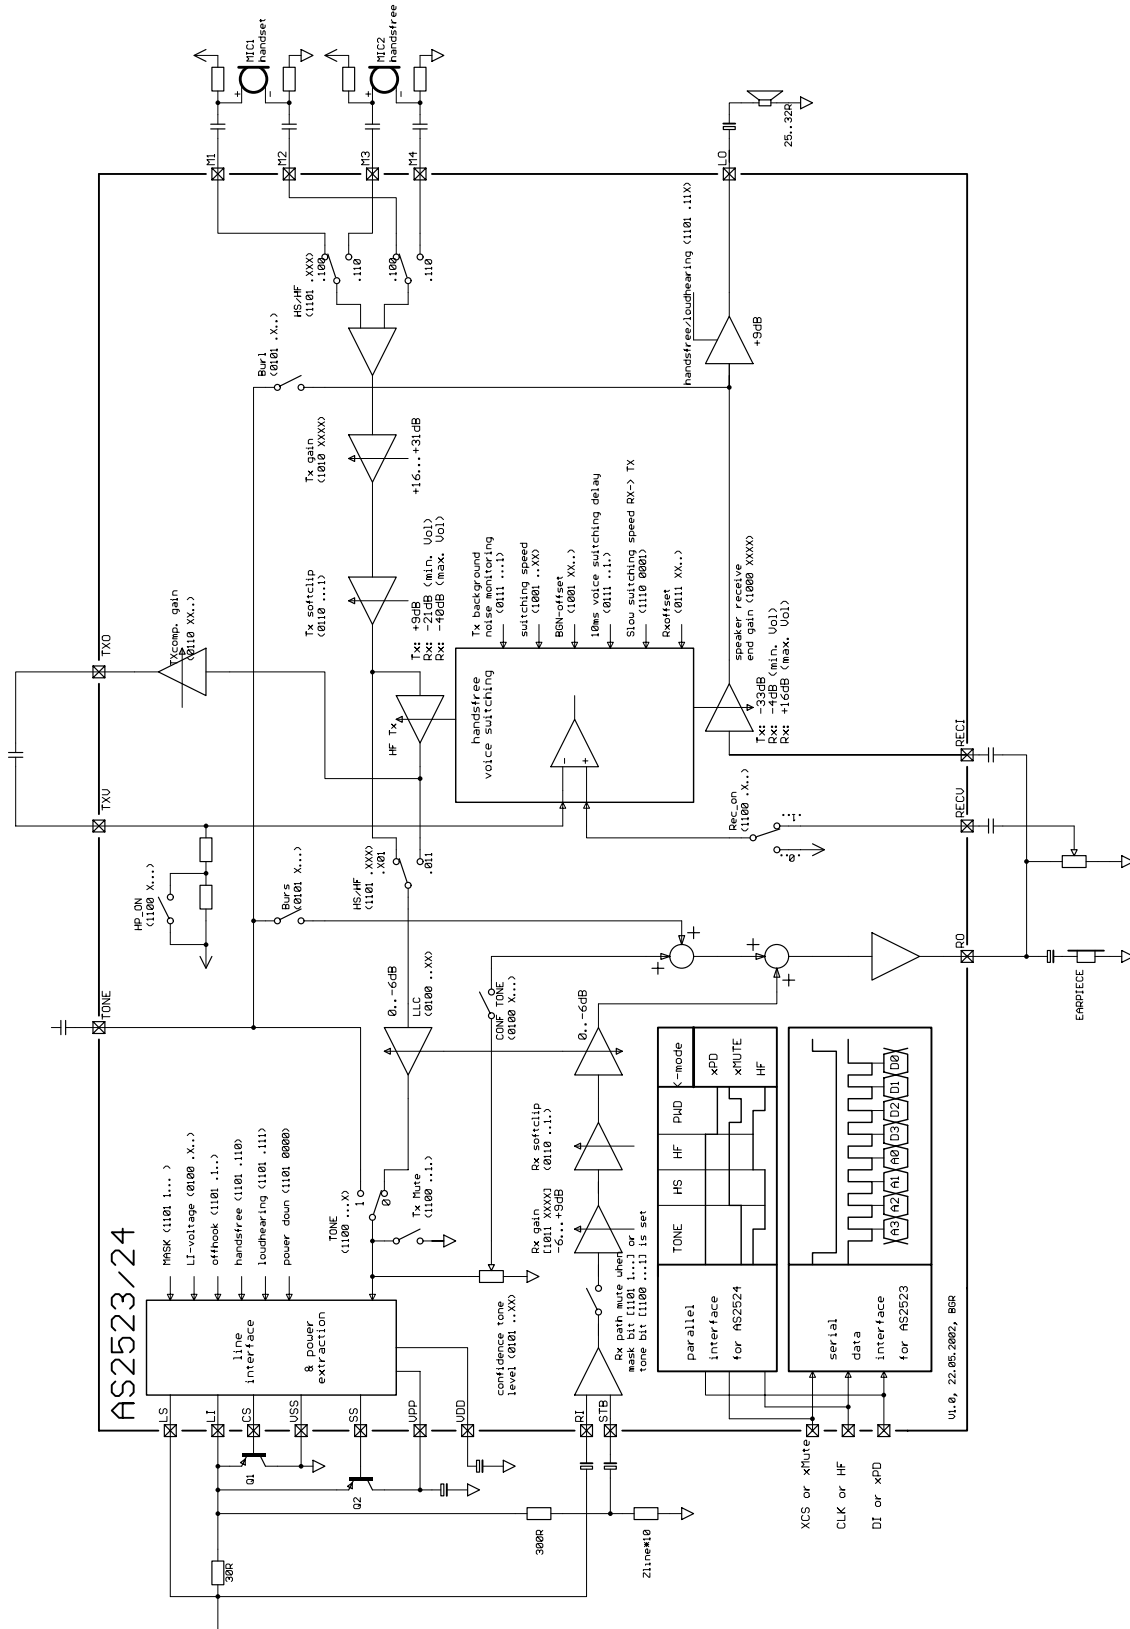 AS2523/24
MASK (1101 1... )
LI-voltage (0100 .X..)
offhook (1101 .1..)
handsfree (1101 .110)
loudhearing (1101 .111)
power down (1101 0000)
line
interface
& power
extraction
LS
LI
CS
VSS
SS
VPP
VDD
RI
STB
Q1
Q2
30R
300R
Zline*10
TONE
TXV
TXO
HP_ON
(1100 X...)
TXcomp. gain
(0110 XX..)
TONE
(1100 ...X)
1
0
Tx Mute
(1100 ..1.)
confidence tone
level (0101 ..XX)
0..-6dB
LLC
(0100 ..XX)
CONF TONE
(0100 X...)
Burs
(0101 X...)
HS/HF
(1101 .XXX)
.X01
.011
HF Tx
Tx: +9dB
Rx: -21dB (min. Vol)
Rx: -40dB (max. Vol)
Tx softclip
(0110 ...1)
Tx gain
(1010 XXXX)
+16...+31dB
Burl
(0101 .X..)
HS/HF
(1101 .XXX)
.100
.110
.100
.110
M1
M2
M3
M4
MIC1
handset
+
-
MIC2
handsfree
+
-
handsfree
voice switching
-
+
Tx background
noise monitoring
(0111 ...1)
switching speed
(1001 ..XX)
BGN-offset
(1001 XX..)
10ms voice switching delay
(0111 ..1.)
Slow switching speed RX-> TX
(1110 0001)
Rxoffset
(0111 XX..)
speaker receive
end gain (1000 XXXX)
Tx: -33dB
Rx: -4dB (min. Vol)
Rx: +16dB (max. Vol)
handsfree/loudhearing (1101 .11X)
+9dB
LO
25..32R
Rec_on
(1100 .X..)
.0..
.1..
RECI
RECV
RO
EARPIECE
+
+
+
+
0..-6dB
Rx softclip
(0110 ..1.)
Rx gain
[1011 XXXX]
-6...+9dB
Rx path mute when
mask bit [1101 1...] or
tone bit [1100 ...1] is set
parallel
interface
for AS2524
TONE
HS
HF
PWD
X-mode
xPD
xMUTE
HF
serial
data
interface
for AS2523
A3
A2
A1
A0
D3
D2
D1
D0
XCS or xMute
CLK or HF
DI or xPD
V1.0, 22.05.2002, BGR